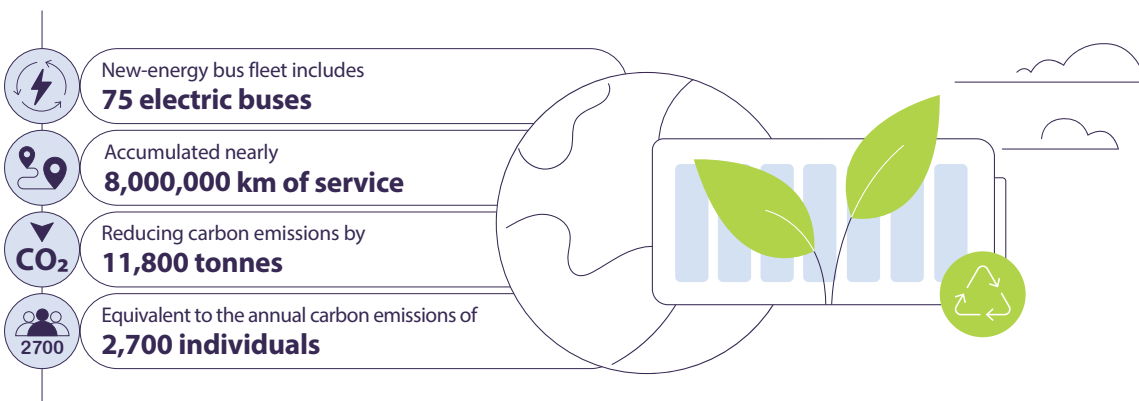 New-energy bus fleet includes
75 electric buses
Accumulated nearly
8,000,000 km of service
CO₂
Reducing carbon emissions by
11,800 tonnes
2700
Equivalent to the annual carbon emissions of
2,700 individuals